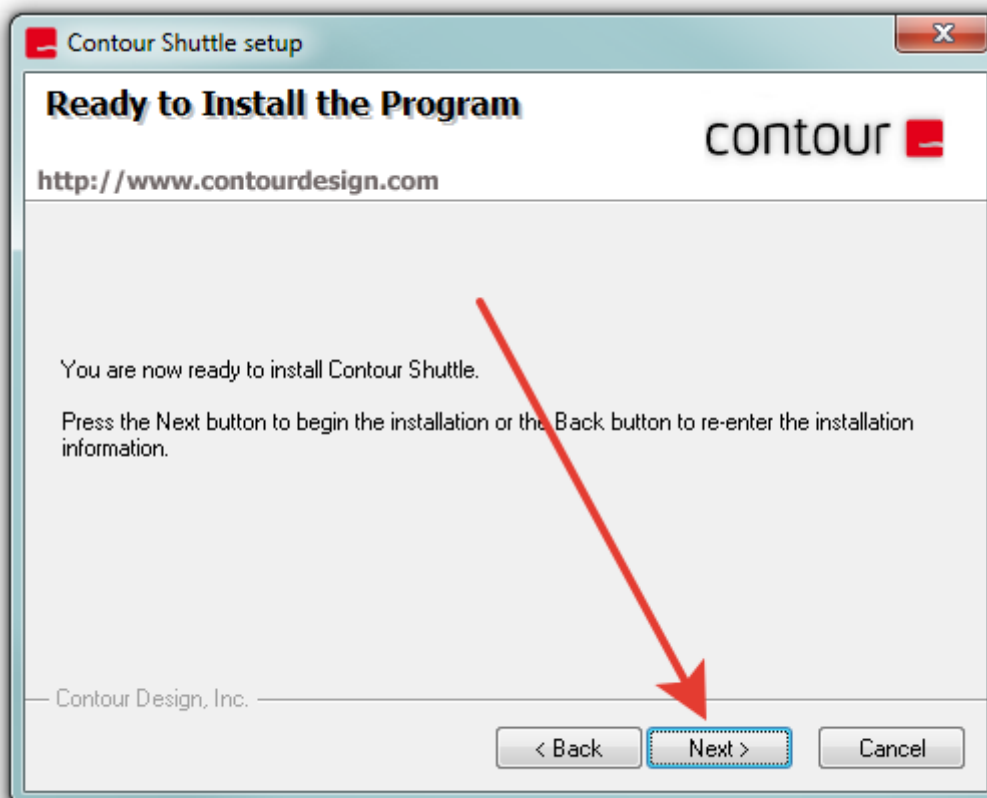 Contour Shuttle setup
Ready to Install the Program
contour
http://www.contourdesign.com
You are now ready to install Contour Shuttle.
Press the Next button to begin the installation or the Back button to re-enter the installation
information.
Contour Design, Inc.
< Back
Next >
Cancel